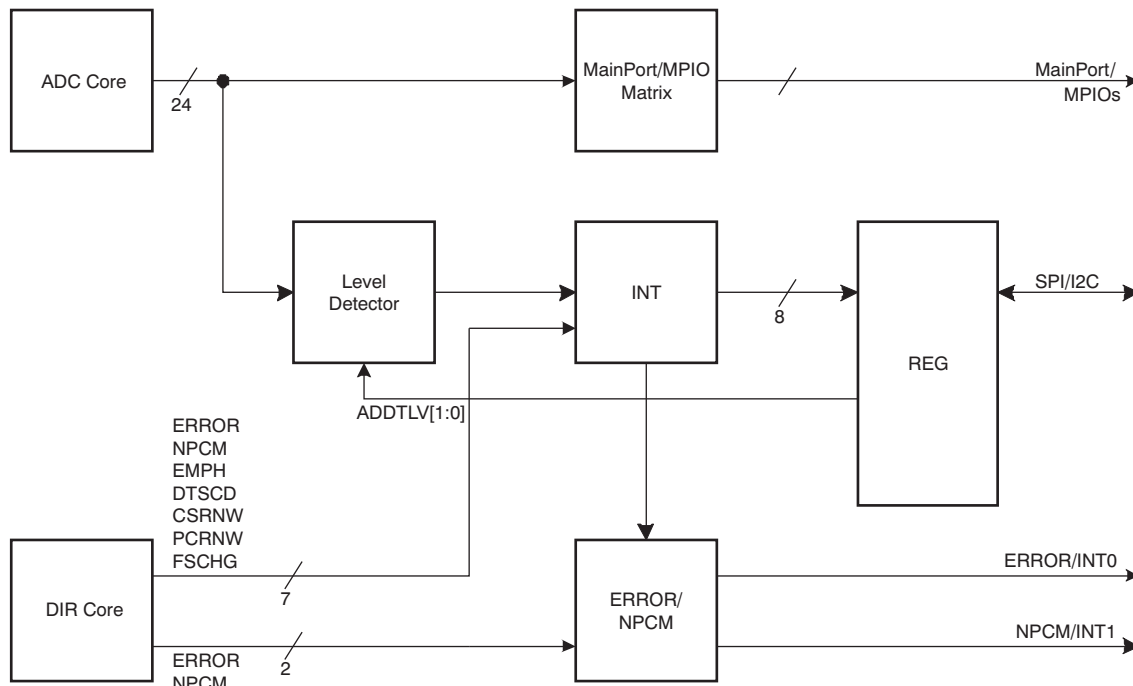 ADC Core
24
MainPort/MPIO
Matrix
MainPort/
MPIOs
Level
Detector
INT
8
REG
SPI/I2C
ADDTLV[1:0]
ERROR
NPCM
EMPH
DTSCD
CSRNW
PCRNW
FSCHG
7
DIR Core
ERROR/
NPCM
ERROR/INT0
NPCM/INT1
ERROR
NPCM
2